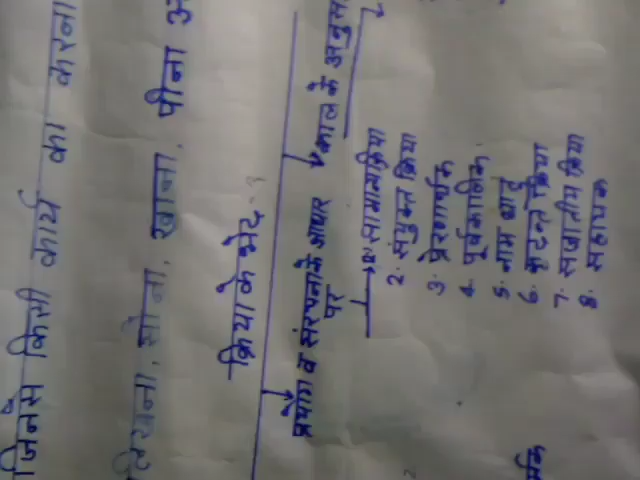 जिनसे किसी कार्य का करना
लिखना, सोना, खाना, पीना
क्रिया के भेद
प्रयोग व संरचना के आधार पर
काल के अनुसार
1. सामान्य क्रिया
2. संयुक्त क्रिया
3. प्रेरणार्थक
4. पूर्वकालिक
5. नाम धातु
6. कृदन्त क्रिया
7. सजातीय क्रिया
8. सहायक